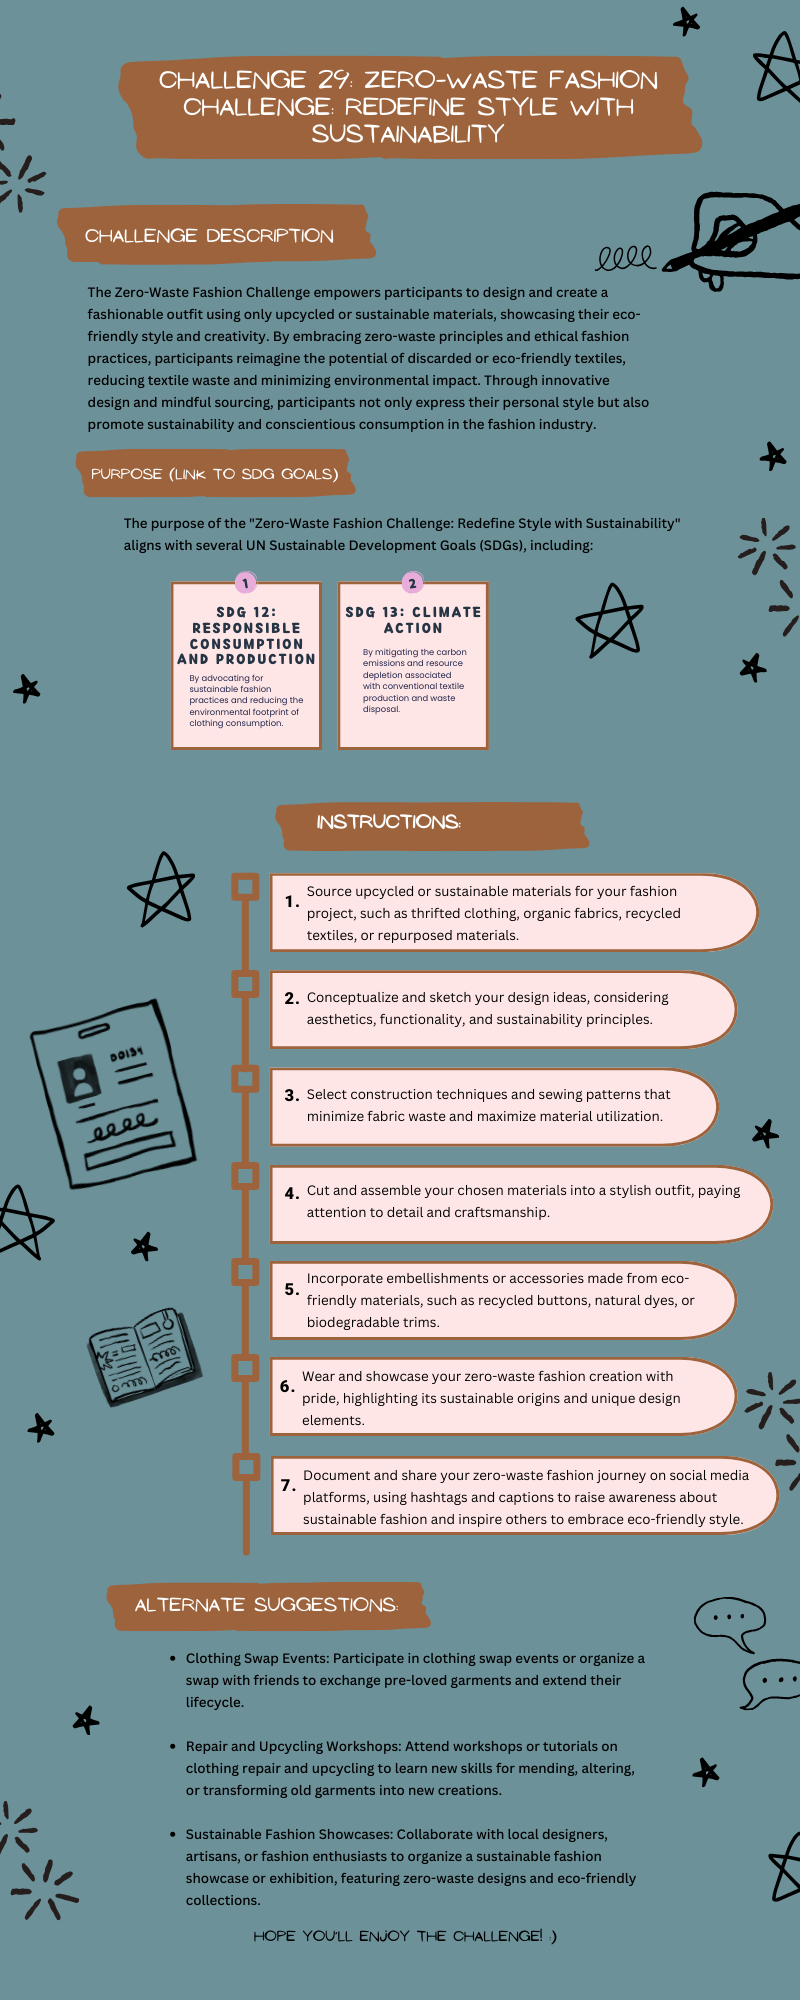 CHALLENGE 29: ZERO-WASTE FASHION
CHALLENGE: REDEFINE STYLE WITH
SUSTAINABILITY
CHALLENGE DESCRIPTION
The Zero-Waste Fashion Challenge empowers participants to design and create a
fashionable outfit using only upcycled or sustainable materials, showcasing their eco-
friendly style and creativity. By embracing zero-waste principles and ethical fashion
practices, participants reimagine the potential of discarded or eco-friendly textiles,
reducing textile waste and minimizing environmental impact. Through innovative
design and mindful sourcing, participants not only express their personal style but also
promote sustainability and conscientious consumption in the fashion industry.
PURPOSE (LINK TO SDG GOALS)
The purpose of the "Zero-Waste Fashion Challenge: Redefine Style with Sustainability"
aligns with several UN Sustainable Development Goals (SDGs), including:
1
SDG 12:
RESPONSIBLE
CONSUMPTION
AND PRODUCTION
By advocating for
sustainable fashion
practices and reducing the
environmental footprint of
clothing consumption.
2
SDG 13: CLIMATE
ACTION
By mitigating the carbon
emissions and resource
depletion associated
with conventional textile
production and waste
disposal.
INSTRUCTIONS:
1. Source upcycled or sustainable materials for your fashion
project, such as thrifted clothing, organic fabrics, recycled
textiles, or repurposed materials.
2. Conceptualize and sketch your design ideas, considering
aesthetics, functionality, and sustainability principles.
3. Select construction techniques and sewing patterns that
minimize fabric waste and maximize material utilization.
4. Cut and assemble your chosen materials into a stylish outfit, paying
attention to detail and craftsmanship.
5. Incorporate embellishments or accessories made from eco-
friendly materials, such as recycled buttons, natural dyes, or
biodegradable trims.
6. Wear and showcase your zero-waste fashion creation with
pride, highlighting its sustainable origins and unique design
elements.
7. Document and share your zero-waste fashion journey on social media
platforms, using hashtags and captions to raise awareness about
sustainable fashion and inspire others to embrace eco-friendly style.
ALTERNATE SUGGESTIONS:
• Clothing Swap Events: Participate in clothing swap events or organize a
swap with friends to exchange pre-loved garments and extend their
lifecycle.
• Repair and Upcycling Workshops: Attend workshops or tutorials on
clothing repair and upcycling to learn new skills for mending, altering,
or transforming old garments into new creations.
• Sustainable Fashion Showcases: Collaborate with local designers,
artisans, or fashion enthusiasts to organize a sustainable fashion
showcase or exhibition, featuring zero-waste designs and eco-friendly
collections.
HOPE YOU'LL ENJOY THE CHALLENGE! :)